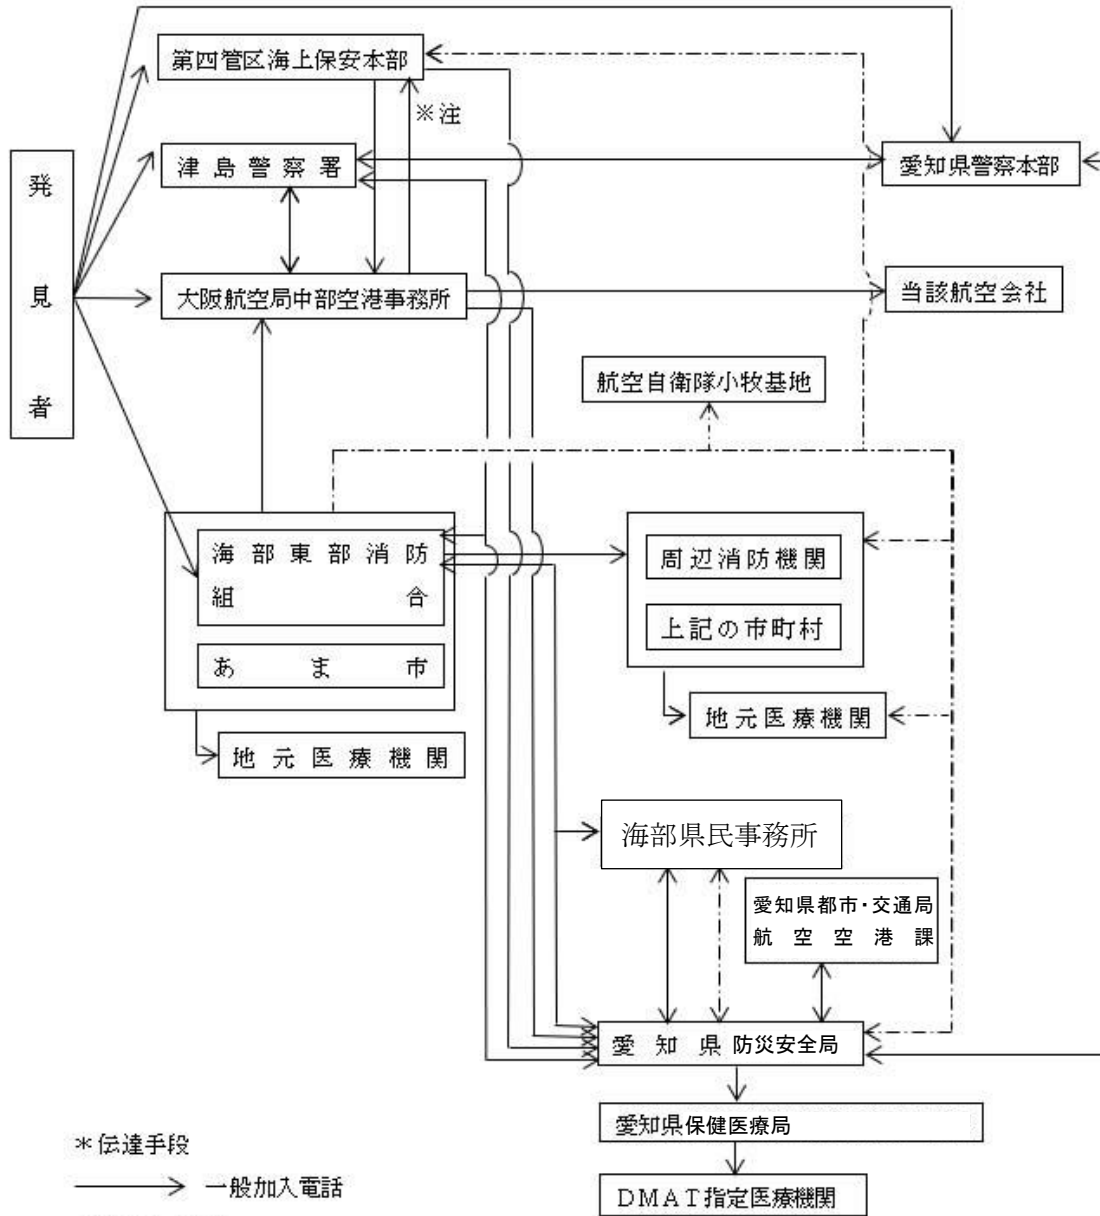 第四管区海上保安本部
※注
津島警察署
愛知県警察本部
発見者
大阪航空局中部空港事務所
当該航空会社
航空自衛隊小牧基地
海部東部消防
組合
周辺消防機関
上記の市町村
あま市
地元医療機関
地元医療機関
海部県民事務所
愛知県都市・交通局
航空空港課
愛知県防災安全局
愛知県保健医療局
*伝達手段
一般加入電話
DMAT指定医療機関